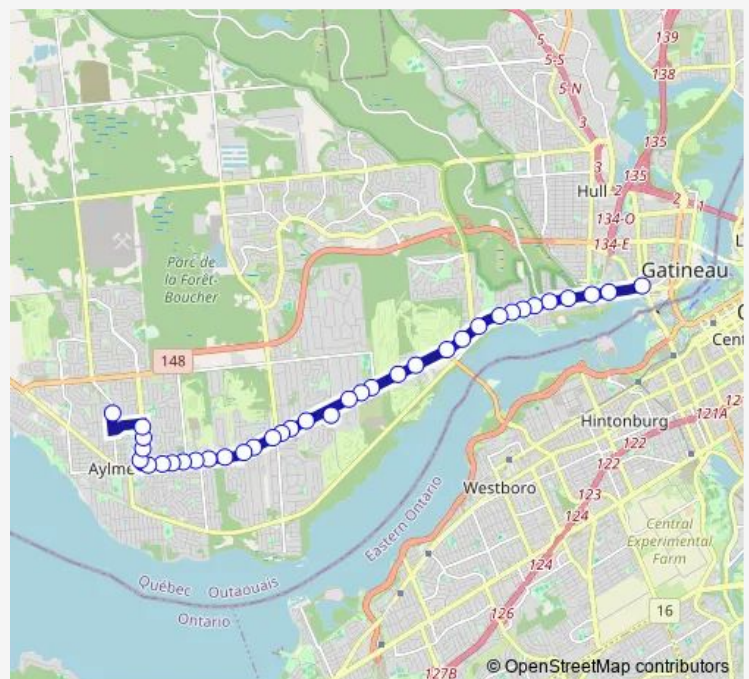 139
5
138
5-S
5-N
3
135
3
135
Hull
2
2
1
134-O
134-E
Parc de
la Forêt-
Boucher
Gatineau
Cent
148
121A
Hintonburg
122
Aylme
122
Westboro
123
124
Central
Experimental
Farm
Eastern Ontario
124
Québec
Outaouais
16
Ontario
126
127B
© OpenStreetMap contributors